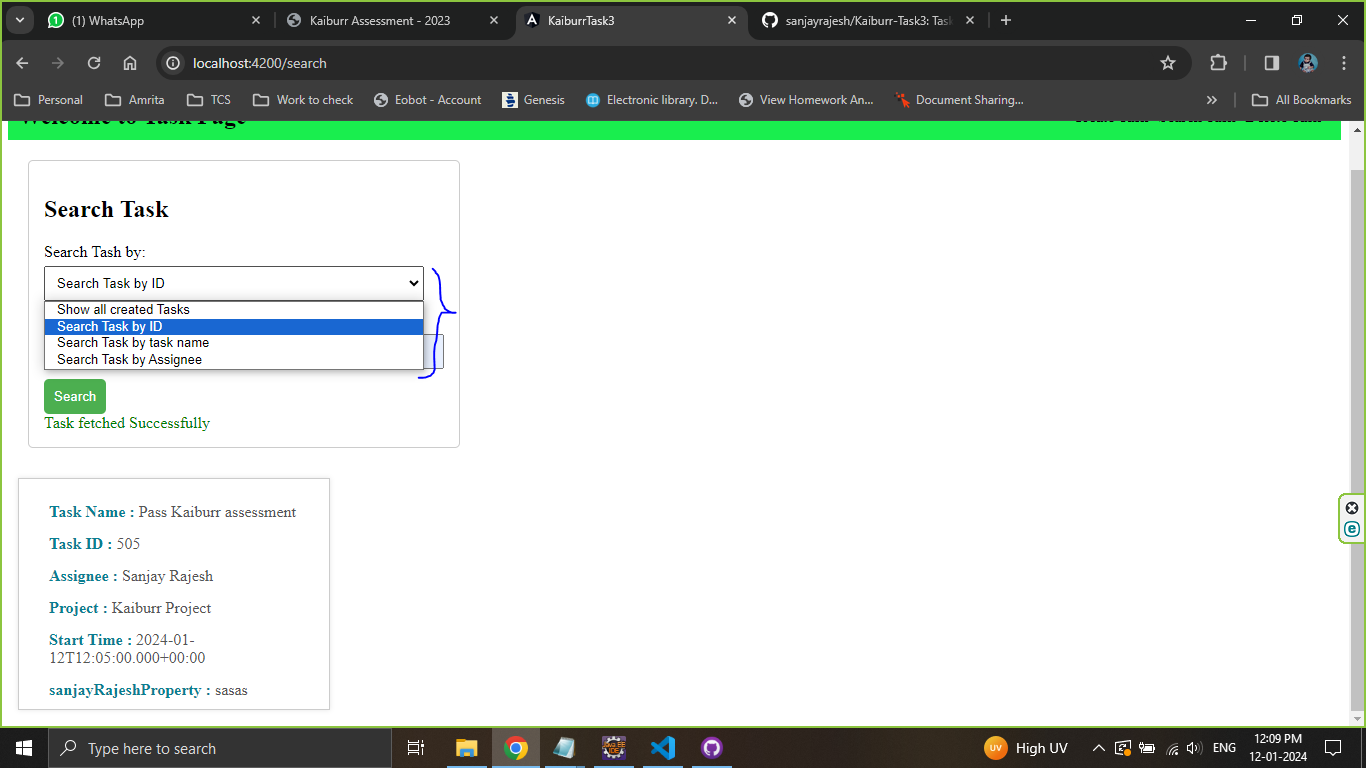 (1) WhatsApp
Kaiburr Assessment - 2023
KaiburrTask3
sanjayrajesh/Kaiburr-Task3: Task
localhost:4200/search
Personal
Amrita
TCS
Work to check
Eobot - Account
Genesis
Electronic library. D...
View Homework An...
Document Sharing...
»
All Bookmarks
Welcome to Task Page
Search Task
Search Tash by:
Search Task by ID
Show all created Tasks
Search Task by ID
Search Task by task name
Search Task by Assignee
Search
Task fetched Successfully
Task Name : Pass Kaiburr assessment
Task ID : 505
Assignee : Sanjay Rajesh
Project : Kaiburr Project
Start Time : 2024-01-
12T12:05:00.000+00:00
sanjayRajeshProperty : sasas
Type here to search
UV
High UV
ENG
12:09 PM
12-01-2024